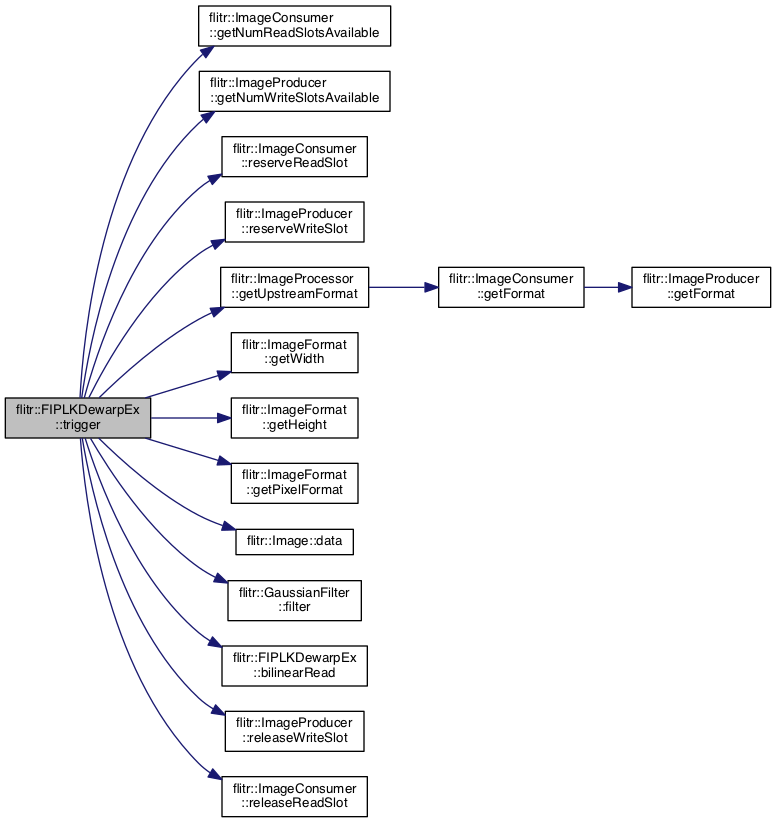 flitr::ImageConsumer
::getNumReadSlotsAvailable
flitr::ImageProducer
::getNumWriteSlotsAvailable
flitr::ImageConsumer
::reserveReadSlot
flitr::ImageProducer
::reserveWriteSlot
flitr::ImageProcessor
::getUpstreamFormat
flitr::ImageConsumer
::getFormat
flitr::ImageProducer
::getFormat
flitr::ImageFormat
::getWidth
flitr::FIPLKDewarpEx
::trigger
flitr::ImageFormat
::getHeight
flitr::ImageFormat
::getPixelFormat
flitr::Image::data
flitr::GaussianFilter
::filter
flitr::FIPLKDewarpEx
::bilinearRead
flitr::ImageProducer
::releaseWriteSlot
flitr::ImageConsumer
::releaseReadSlot